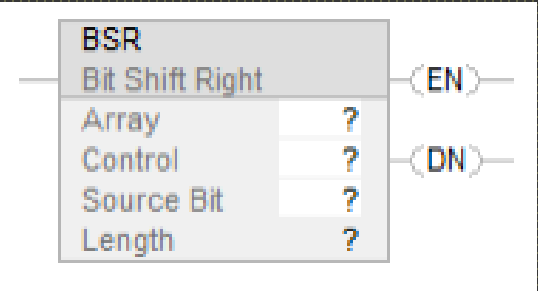 BSR
Bit Shift Right
(EN)
Array ?
Control ?
(DN)
Source Bit ?
Length ?